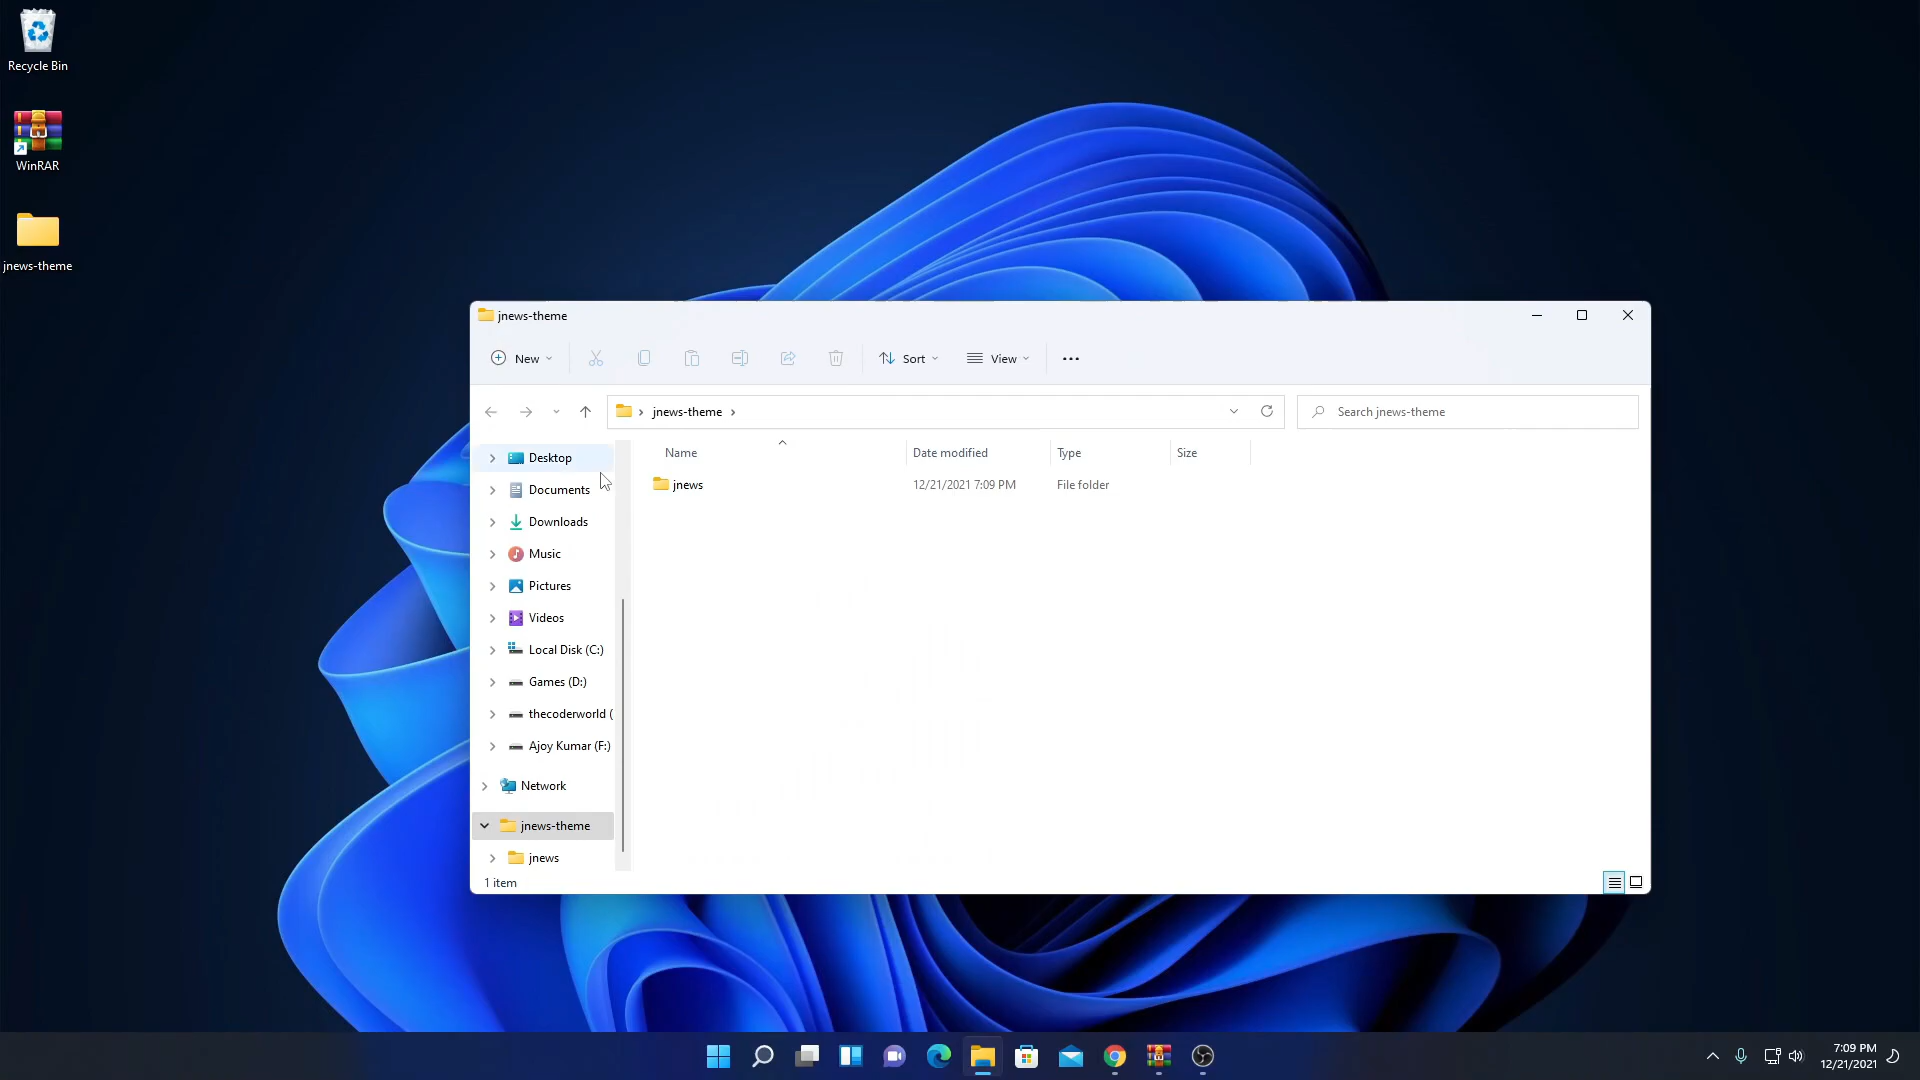 Recycle Bin
WinRAR
jnews-theme
jnews-theme
New
Sort
View
jnews-theme
Search jnews-theme
Name
Date modified
Type
Size
jnews
12/21/2021 7:09 PM
File folder
Desktop
Documents
Downloads
Music
Pictures
Videos
Local Disk (C:)
Games (D:)
thecoderworld (
Ajoy Kumar (F:)
Network
jnews-theme
jnews
1 item
7:09 PM
12/21/2021